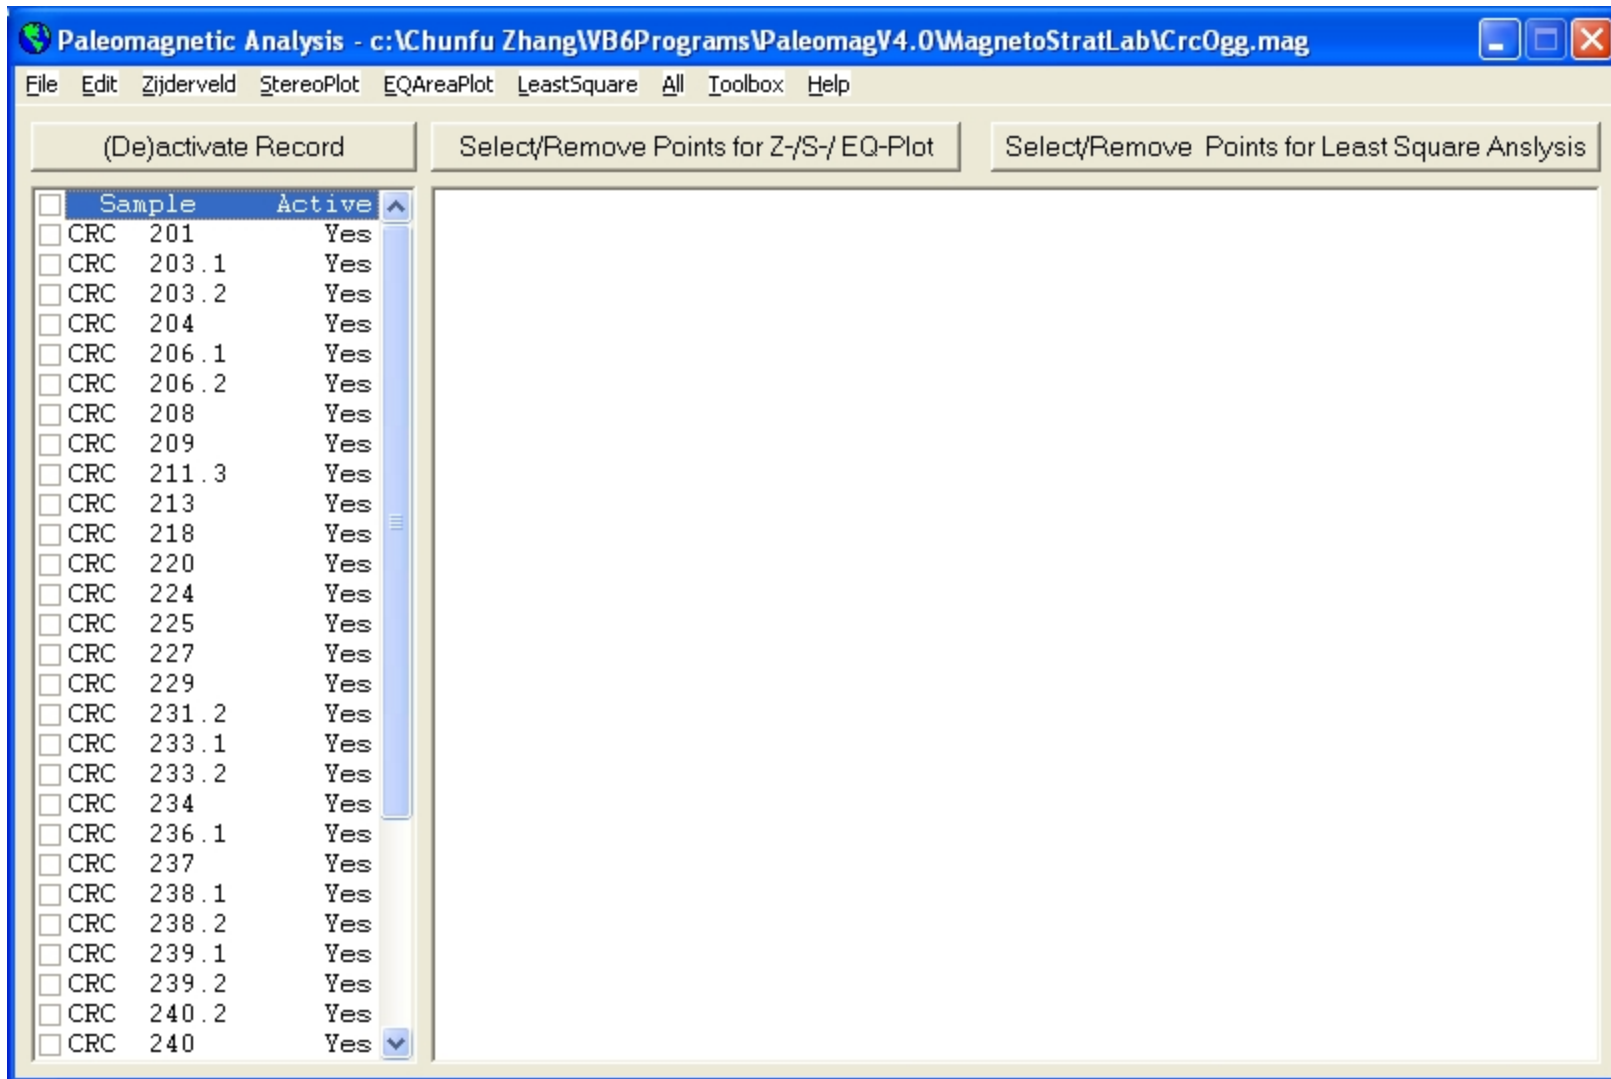 Paleomagnetic Analysis - c:\Chunfu Zhang\VB6Programs\PaleomagV4.0\MagnetoStratLab\CrcOgg.mag
File Edit Zijderveld StereoPlot EQAreaPlot LeastSquare All Toolbox Help
(De)activate Record Select/Remove Points for Z-/S-/ EQ-Plot Select/Remove Points for Least Square Anslysis
Sample Active
CRC 201 Yes
CRC 203.1 Yes
CRC 203.2 Yes
CRC 204 Yes
CRC 206.1 Yes
CRC 206.2 Yes
CRC 208 Yes
CRC 209 Yes
CRC 211.3 Yes
CRC 213 Yes
CRC 218 Yes
CRC 220 Yes
CRC 224 Yes
CRC 225 Yes
CRC 227 Yes
CRC 229 Yes
CRC 231.2 Yes
CRC 233.1 Yes
CRC 233.2 Yes
CRC 234 Yes
CRC 236.1 Yes
CRC 237 Yes
CRC 238.1 Yes
CRC 238.2 Yes
CRC 239.1 Yes
CRC 239.2 Yes
CRC 240.2 Yes
CRC 240 Yes